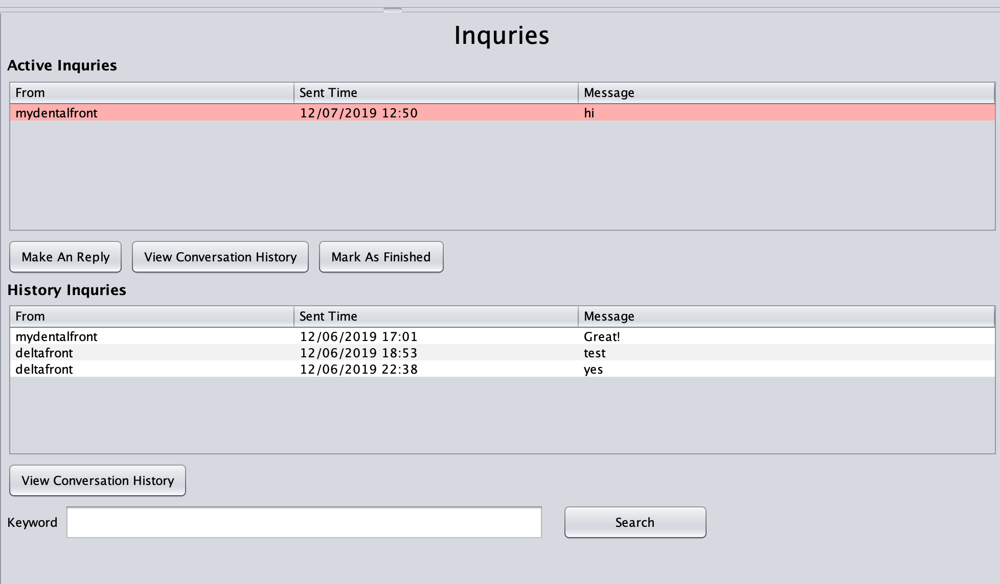 Inquries
Active Inquries
From Sent Time Message
mydentalfront 12/07/2019 12:50 hi
Make An Reply View Conversation History Mark As Finished
History Inquries
From Sent Time Message
mydentalfront 12/06/2019 17:01 Great!
deltafront 12/06/2019 18:53 test
deltafront 12/06/2019 22:38 yes
View Conversation History
Keyword Search